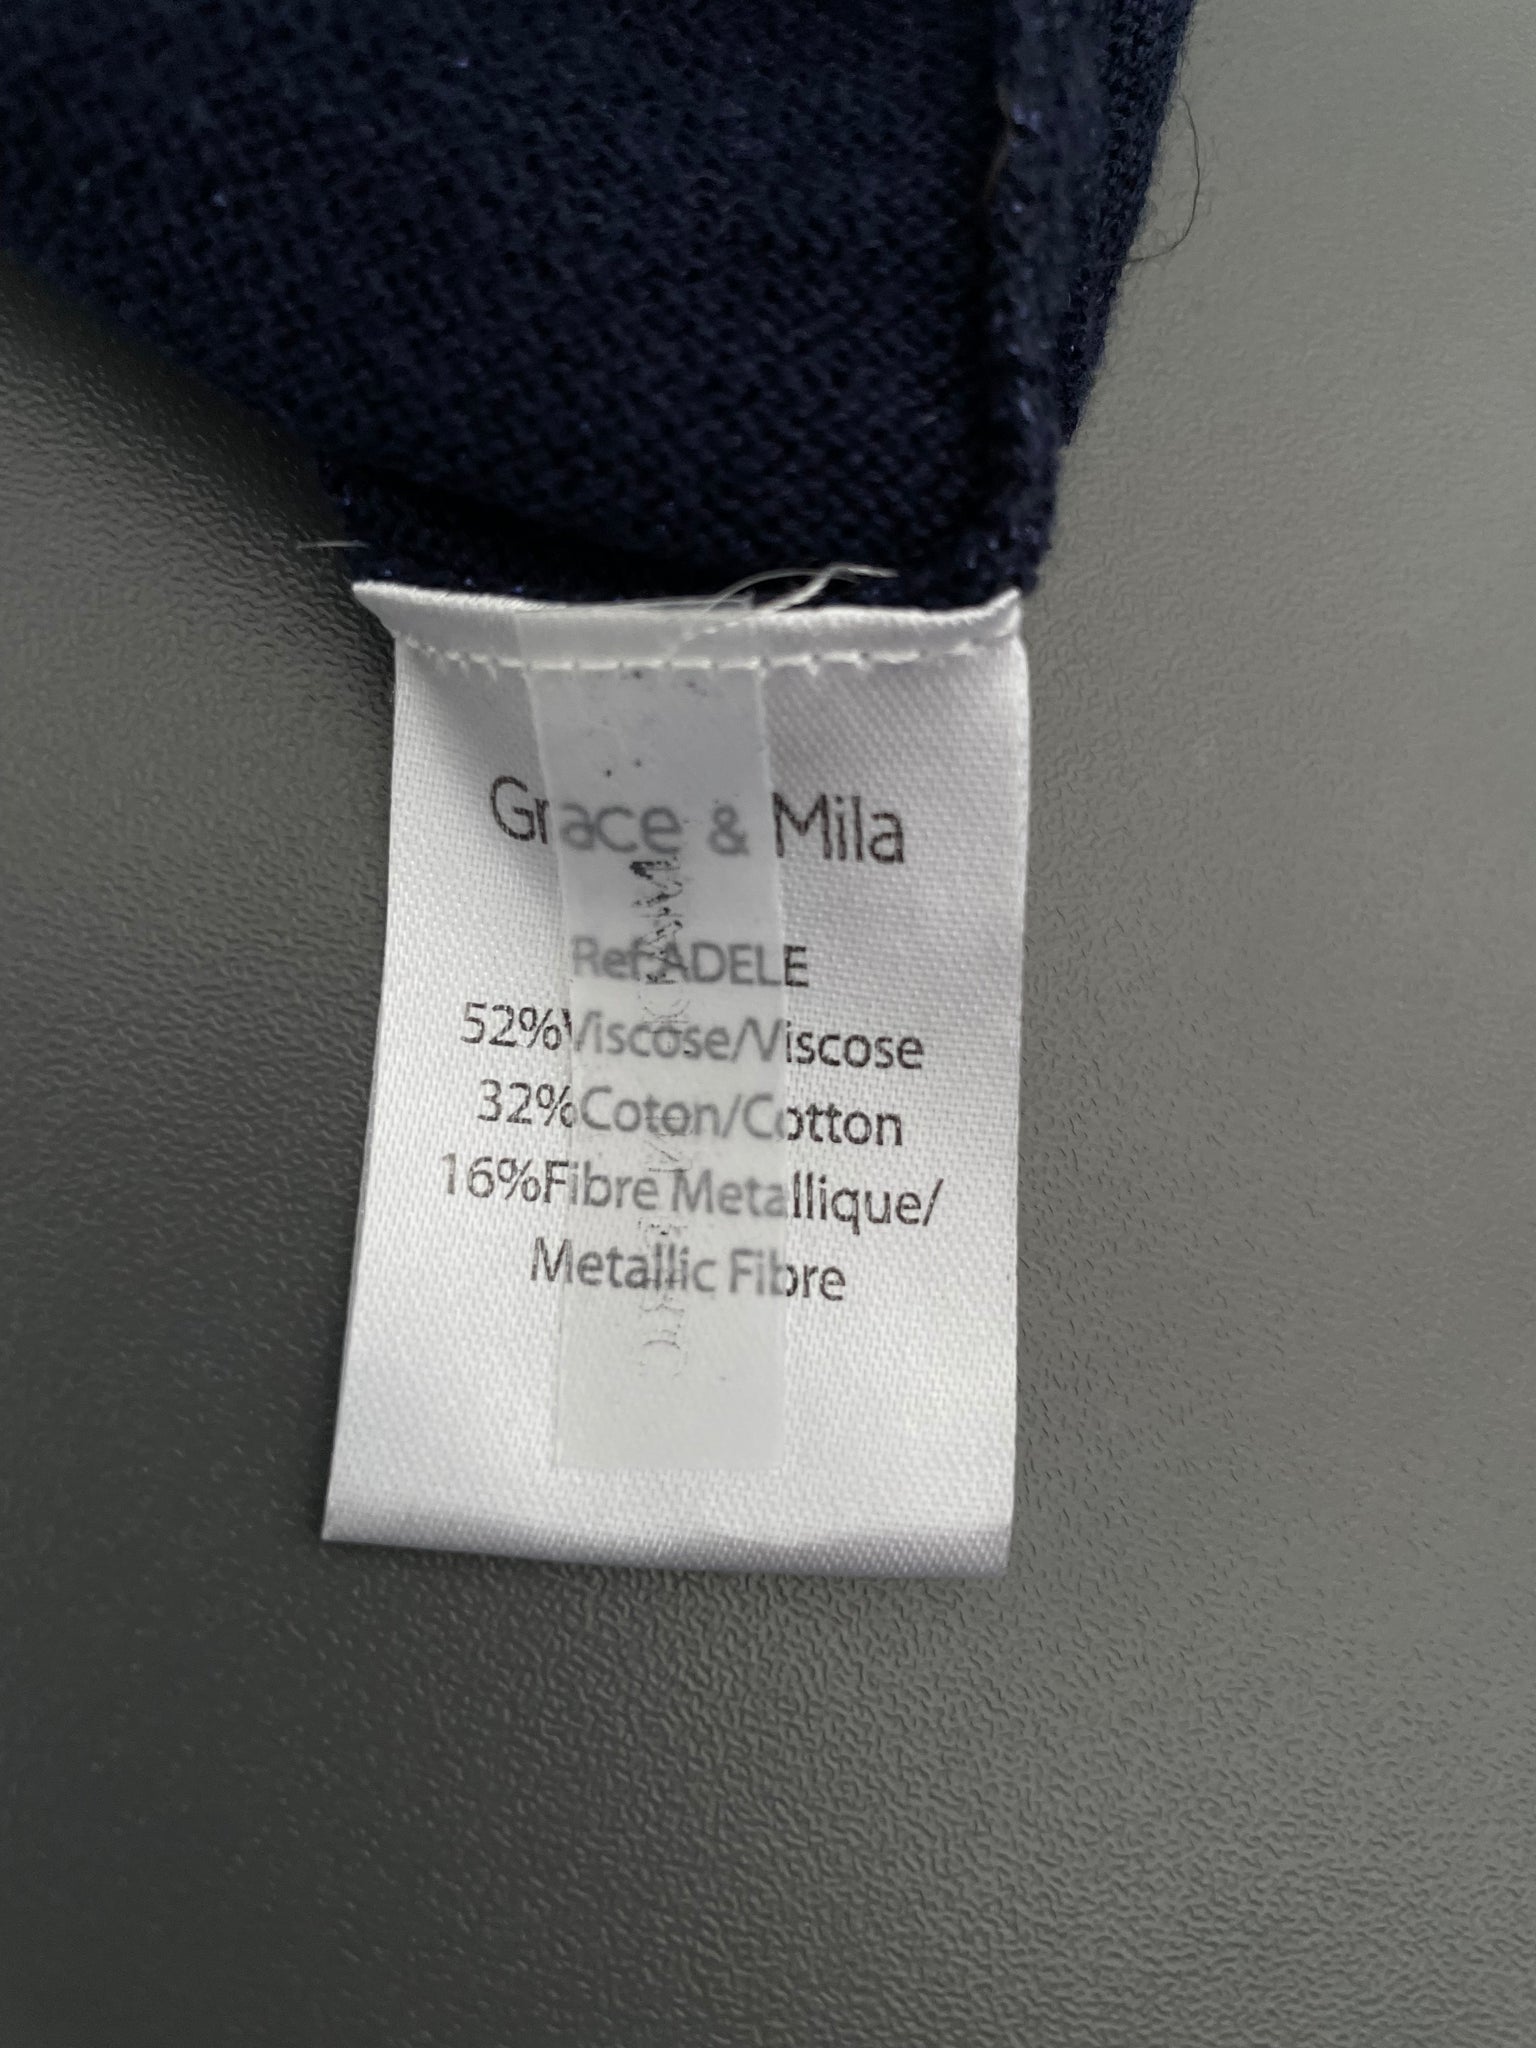 Grace & Mila
Ref ADELE
52%Viscose/Viscose
32%Coton/Cotton
16%Fibre Metallique/
Metallic Fibre